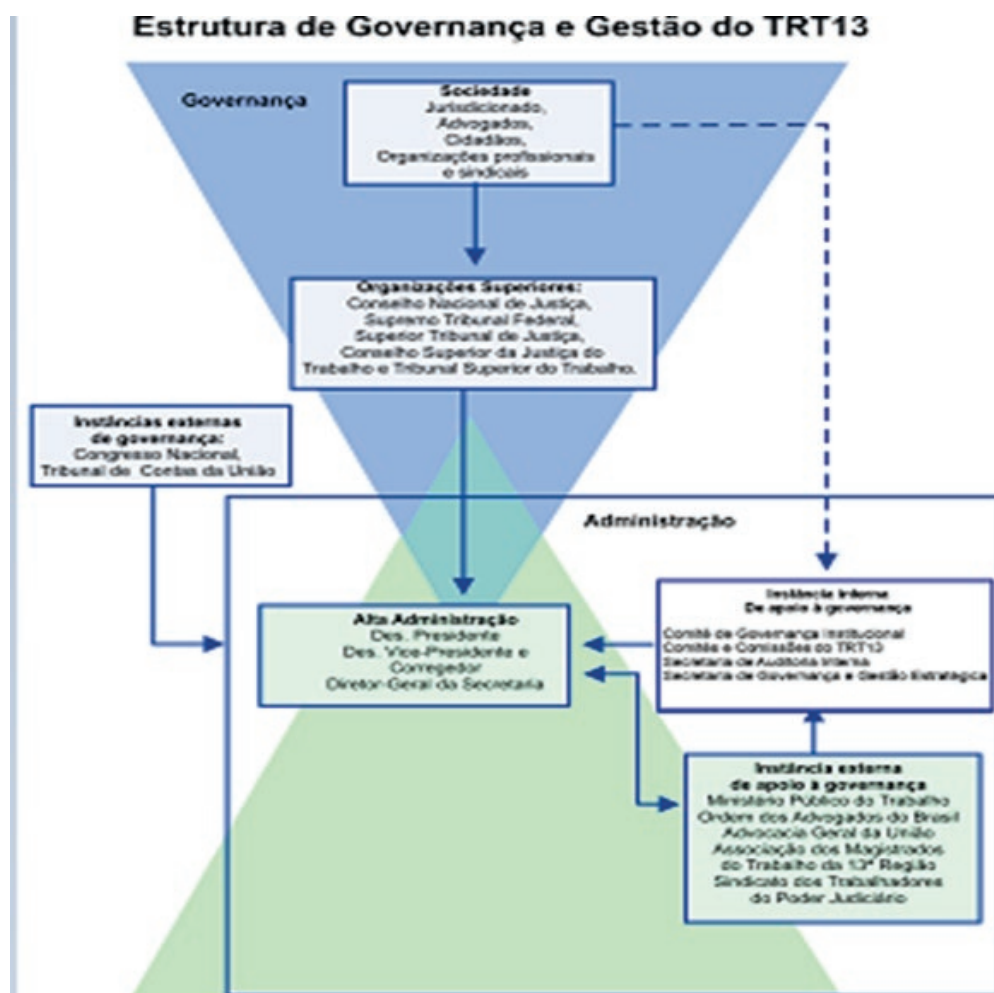 Estrutura de Governança e Gestão do TRT13
Governança
Sociedade
Jurisdicionado,
Advogados,
Cidadãos,
Organizações profissionais
e sindicais
Organizações Superiores:
Conselho Nacional de Justiça,
Supremo Tribunal Federal,
Superior Tribunal de Justiça,
Conselho Superior da Justiça do
Trabalho e Tribunal Superior do Trabalho.
Instâncias externas
de governança:
Congresso Nacional,
Tribunal de Contas da União
Administração
Alta Administração
Des. Presidente
Des. Vice-Presidente e
Corregedor
Diretor-Geral da Secretaria
Instância Interna
De apoio à governança
Comitê de Governança Institucional
Comitês e Comissões do TRT13
Secretaria de Auditoria Interna
Secretaria de Governança e Gestão Estratégica
Instância externa
de apoio à governança
Ministério Público do Trabalho
Ordem dos Advogados do Brasil
Advocacia Geral da União
Associação dos Magistrados
do Trabalho da 13ª Região
Sindicato dos Trabalhadores
do Poder Judiciário